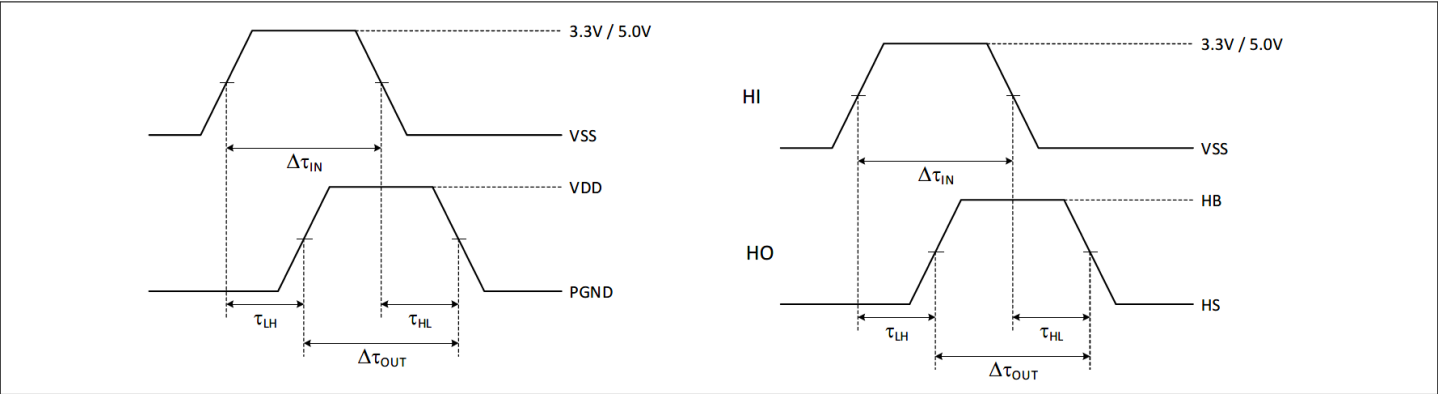 3.3V / 5.0V
VSS
ΔτIN
VDD
PGND
τLH
τHL
ΔτOUT
3.3V / 5.0V
HI
VSS
ΔτIN
HB
HO
HS
τLH
τHL
ΔτOUT